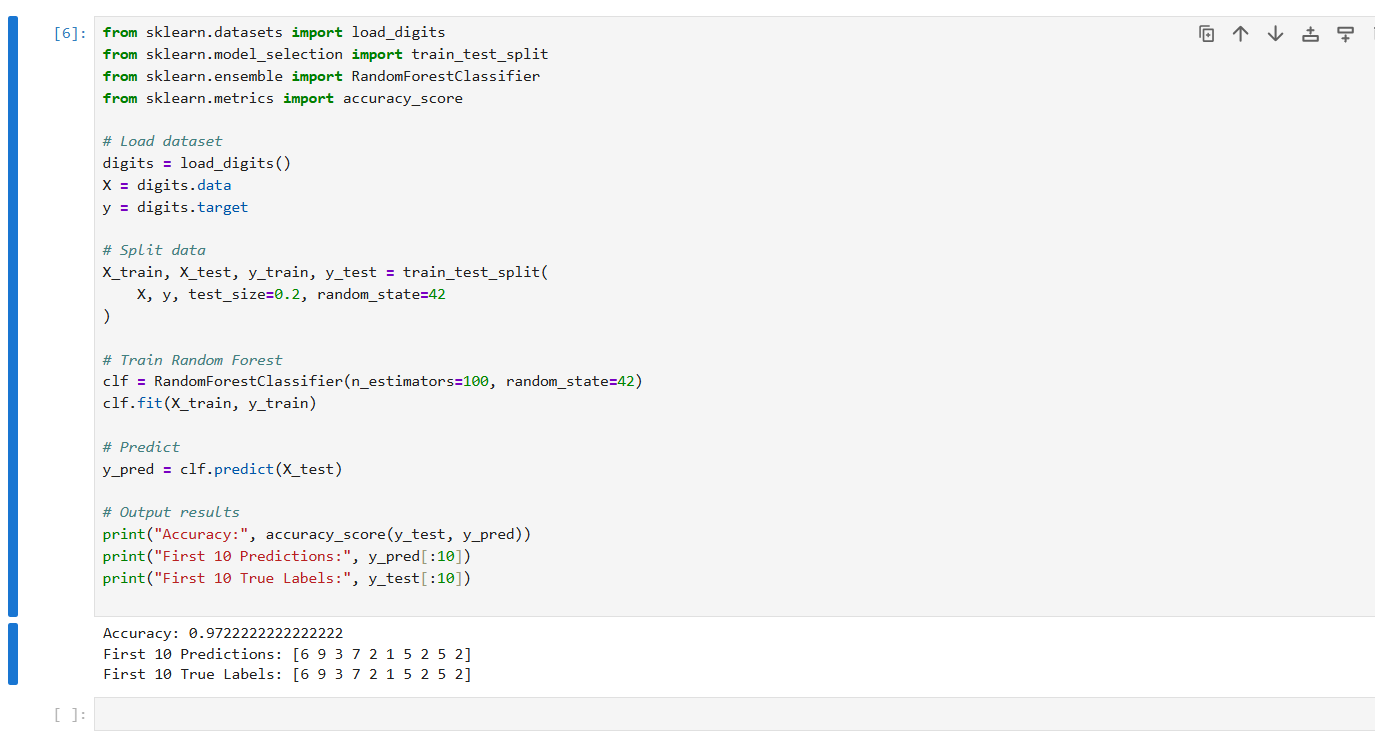 [6]:
from sklearn.datasets import load_digits
from sklearn.model_selection import train_test_split
from sklearn.ensemble import RandomForestClassifier
from sklearn.metrics import accuracy_score

# Load dataset
digits = load_digits()
X = digits.data
y = digits.target

# Split data
X_train, X_test, y_train, y_test = train_test_split(
    X, y, test_size=0.2, random_state=42
)

# Train Random Forest
clf = RandomForestClassifier(n_estimators=100, random_state=42)
clf.fit(X_train, y_train)

# Predict
y_pred = clf.predict(X_test)

# Output results
print("Accuracy:", accuracy_score(y_test, y_pred))
print("First 10 Predictions:", y_pred[:10])
print("First 10 True Labels:", y_test[:10])

Accuracy: 0.9722222222222222
First 10 Predictions: [6 9 3 7 2 1 5 2 5 2]
First 10 True Labels: [6 9 3 7 2 1 5 2 5 2]
[ ]: